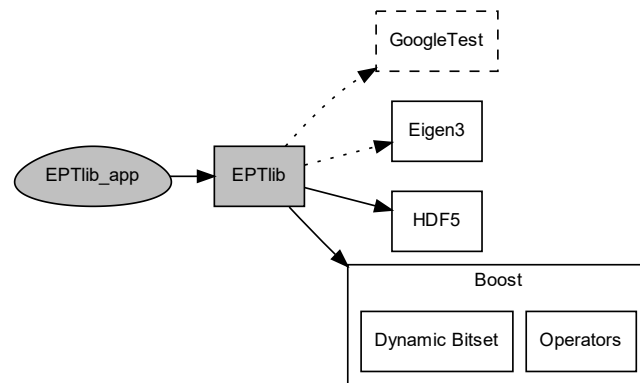 GoogleTest
Eigen3
EPTlib_app
EPTlib
HDF5
Boost
Dynamic Bitset
Operators